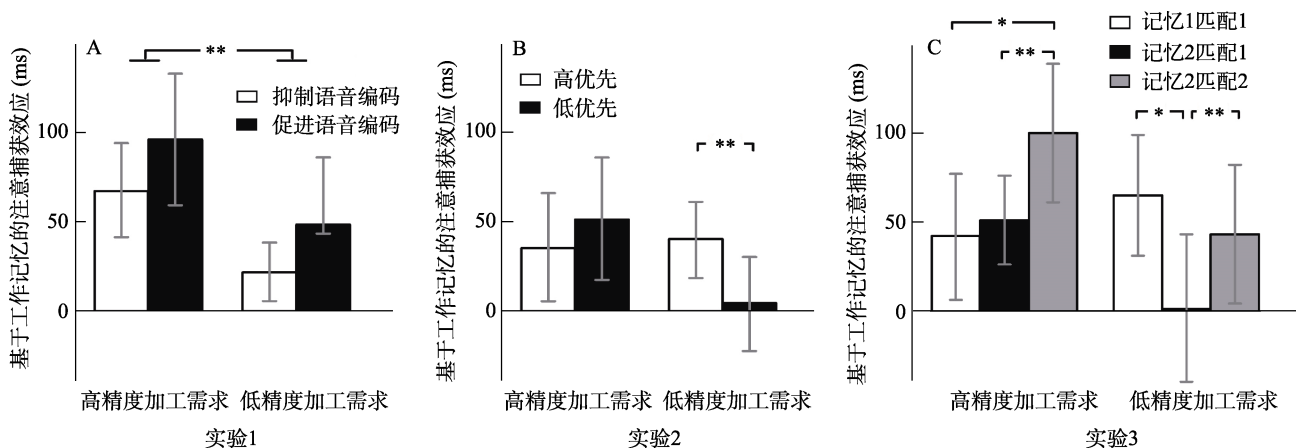 A
**
抑制语音编码
促进语音编码
基于工作记忆的注意捕获效应 (ms)
100
50
0
高精度加工需求 低精度加工需求
实验1
B
高优先
低优先
**
基于工作记忆的注意捕获效应 (ms)
100
50
0
高精度加工需求 低精度加工需求
实验2
C
*
**
记忆1匹配1
记忆2匹配1
记忆2匹配2
* **
基于工作记忆的注意捕获效应 (ms)
100
50
0
高精度加工需求 低精度加工需求
实验3